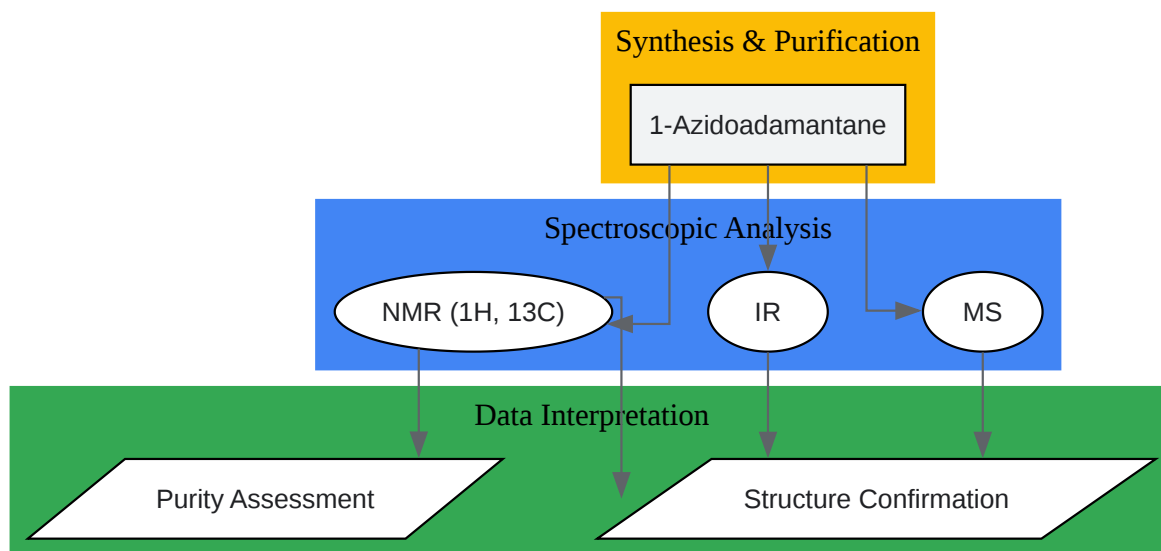 Synthesis & Purification
1-Azidoadamantane
Spectroscopic Analysis
NMR (1H, 13C)
IR
MS
Data Interpretation
Purity Assessment
Structure Confirmation